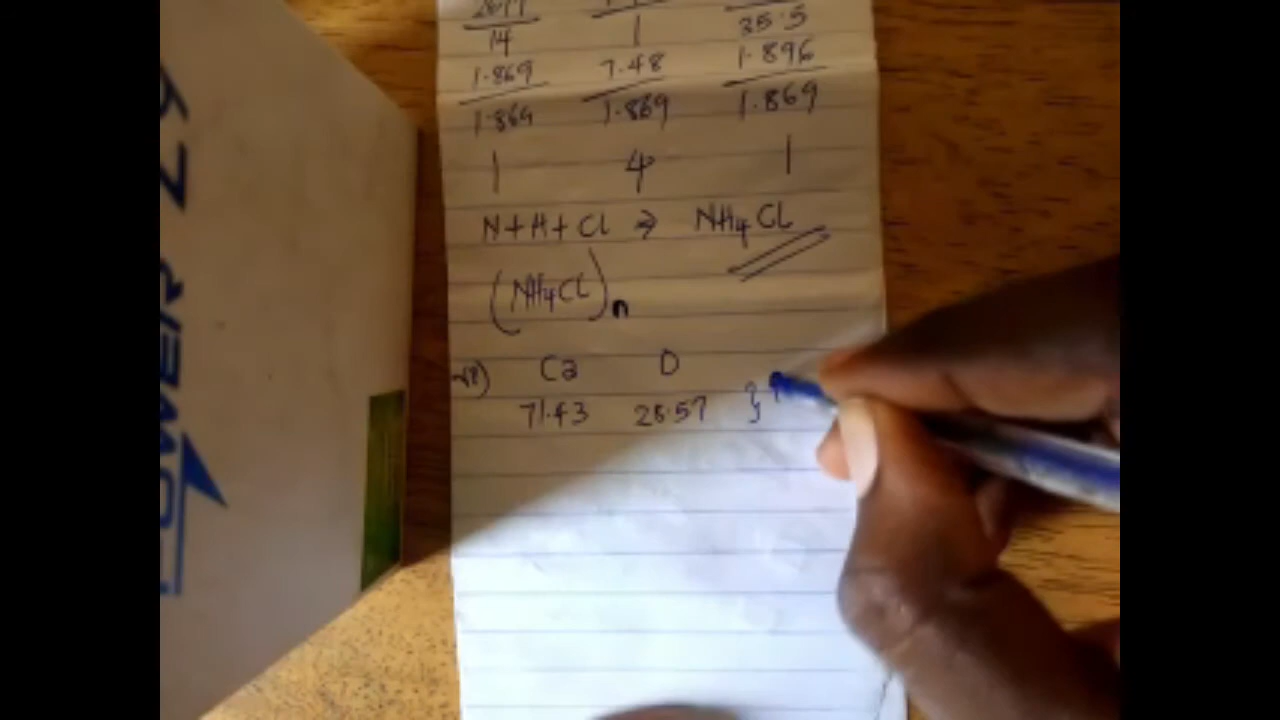 14 1 35.5
1.869 7.48 1.896
1.869 1.869 1.869
1 4 1
N+H+Cl → NH4Cl
(NH4Cl)n
Ca O
71.43 28.57 }
POWER